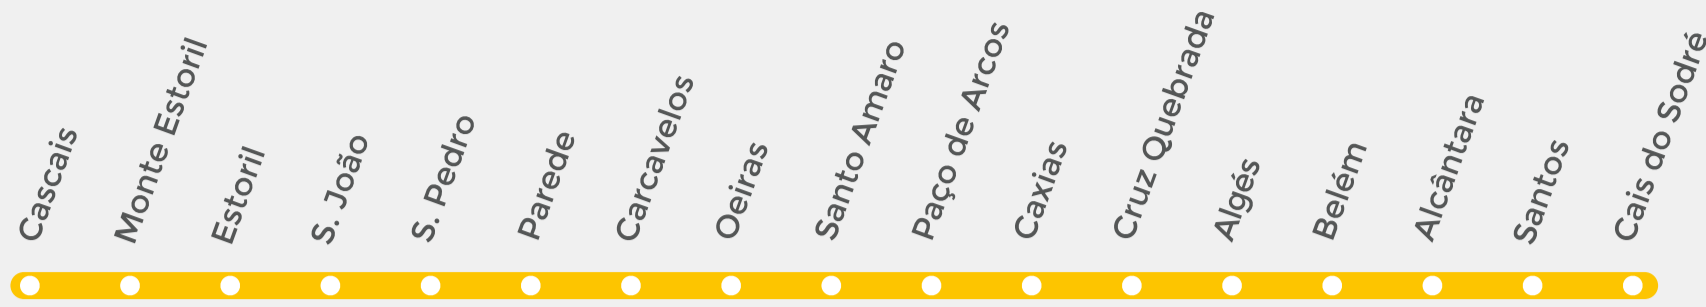 Cascais
Monte Estoril
Estoril
S. João
S. Pedro
Parede
Carcavelos
Oeiras
Santo Amaro
Paço de Arcos
Caxias
Cruz Quebrada
Algés
Belém
Alcântara
Santos
Cais do Sodré